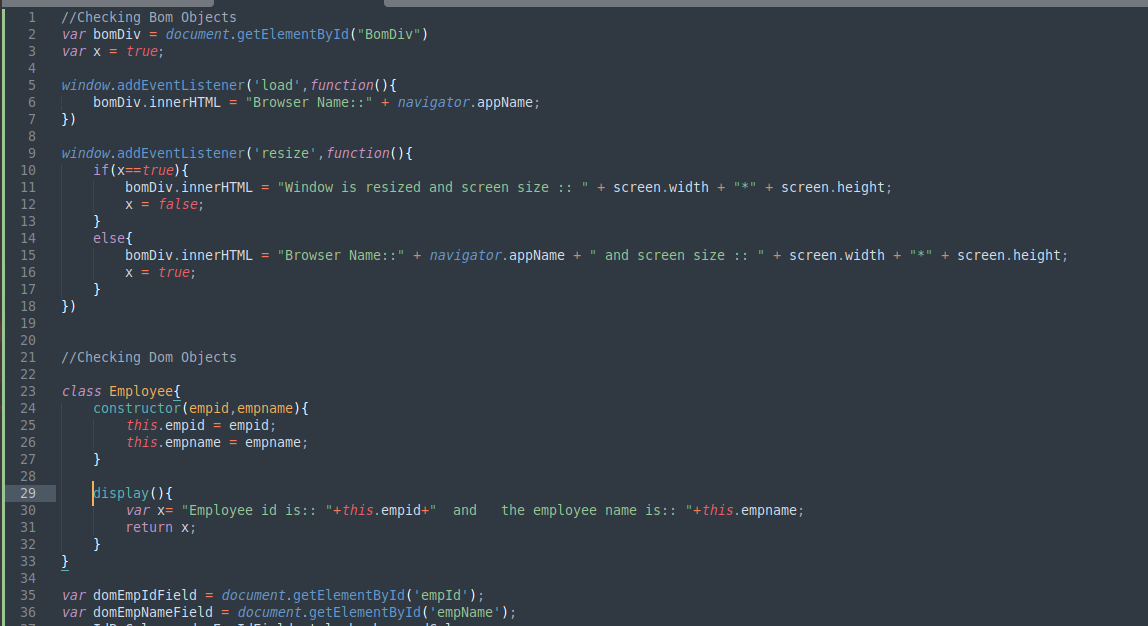 1 //Checking Bom Objects
2 var bomDiv = document.getElementById("BomDiv")
3 var x = true;
4
5 window.addEventListener('load',function(){
6 bomDiv.innerHTML = "Browser Name::" + navigator.appName;
7 })
8
9 window.addEventListener('resize',function(){
10 if(x==true){
11 bomDiv.innerHTML = "Window is resized and screen size :: " + screen.width + "*" + screen.height;
12 x = false;
13 }
14 else{
15 bomDiv.innerHTML = "Browser Name::" + navigator.appName + " and screen size :: " + screen.width + "*" + screen.height;
16 x = true;
17 }
18 })
19
20
21 //Checking Dom Objects
22
23 class Employee{
24 constructor(empid,empname){
25 this.empid = empid;
26 this.empname = empname;
27 }
28
29 display(){
30 var x= "Employee id is:: "+this.empid+"  and   the employee name is:: "+this.empname;
31 return x;
32 }
33 }
34
35 var domEmpIdField = document.getElementById('empId');
36 var domEmpNameField = document.getElementById('empName');